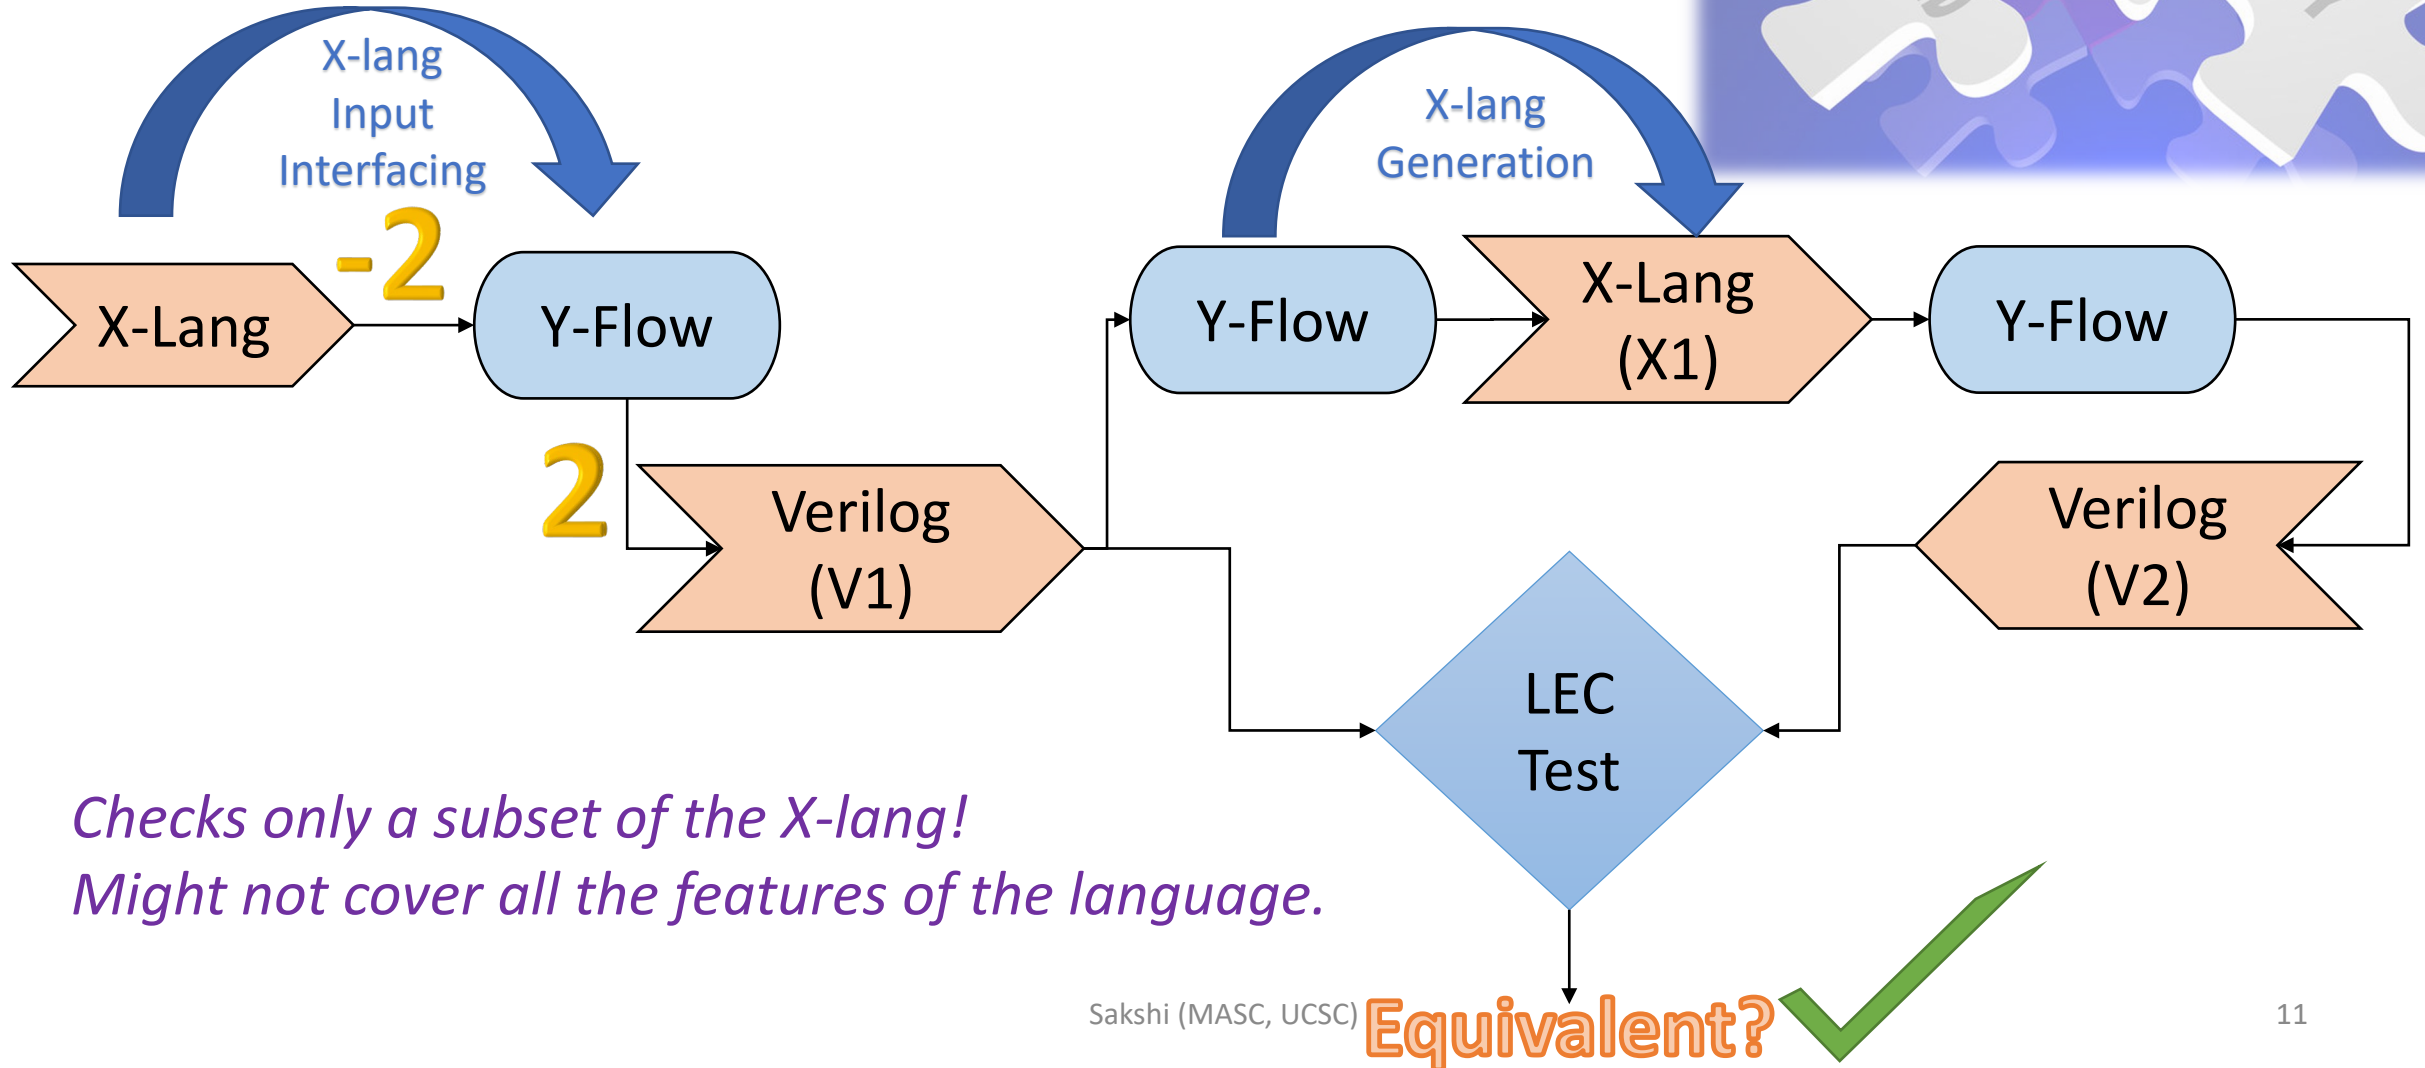 X-lang
Input
Interfacing
X-lang
Generation
-2
X-Lang
Y-Flow
Y-Flow
X-Lang
(X1)
Y-Flow
2
Verilog
(V1)
Verilog
(V2)
LEC
Test
Checks only a subset of the X-lang!
Might not cover all the features of the language.
Sakshi (MASC, UCSC)
Equivalent?
11